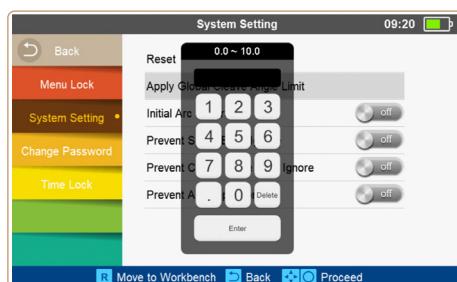 System Setting 09:20
Back
Menu Lock
System Setting
Change Password
Time Lock
Reset
Apply Global Cleave Angle Limit
Initial Arc
Prevent
Prevent Ignore
Prevent
off
off
off
off
0.0 ~ 10.0
1 2 3
4 5 6
7 8 9
. 0 Delete
Enter
R Move to Workbench Back Proceed